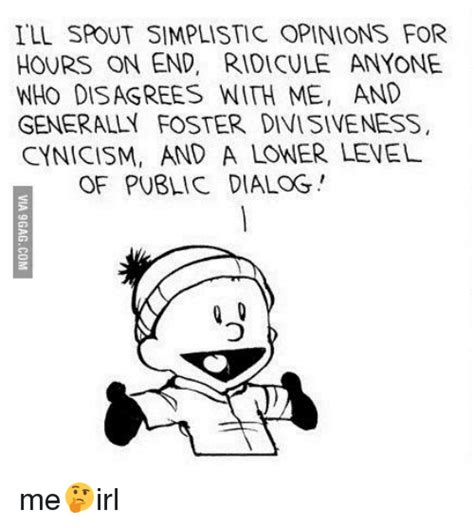 I'LL SPOUT SIMPLISTIC OPINIONS FOR
HOURS ON END, RIDICULE ANYONE
WHO DISAGREES WITH ME, AND
GENERALLY FOSTER DIVISIVENESS,
CYNICISM, AND A LOWER LEVEL
OF PUBLIC DIALOG!
VIA 9GAG.COM
me🤔irl